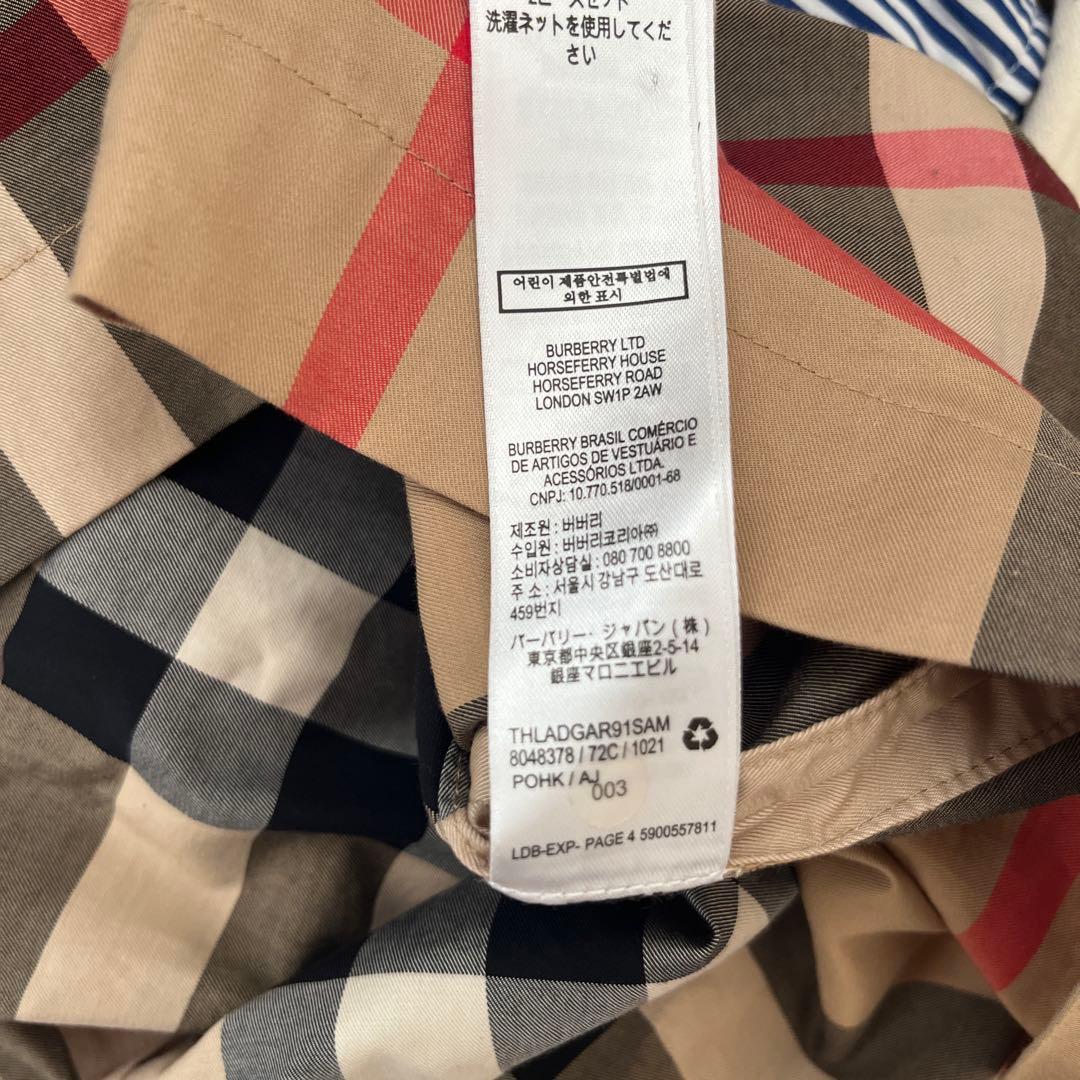 2ピースセット
洗濯ネットを使用してくだ
さい
어린이 제품안전특별법에
의한 표시
BURBERRY LTD
HORSEFERRY HOUSE
HORSEFERRY ROAD
LONDON SW1P 2AW
BURBERRY BRASIL COMÉRCIO
DE ARTIGOS DE VESTUÁRIO E
ACESSÓRIOS LTDA.
CNPJ: 10.770.518/0001-68
제조원 : 버버리
수입원 : 버버리코리아㈜
소비자상담실 : 080 700 8800
주 소 : 서울시 강남구 도산대로
459번지
バーバリー・ジャパン ( 株 )
東京都中央区銀座2-5-14
銀座マロニエビル
THLADGAR91SAM
8048378 / 72C / 1021
POHK / AJ
003
LDB-EXP- PAGE 4 5900557811